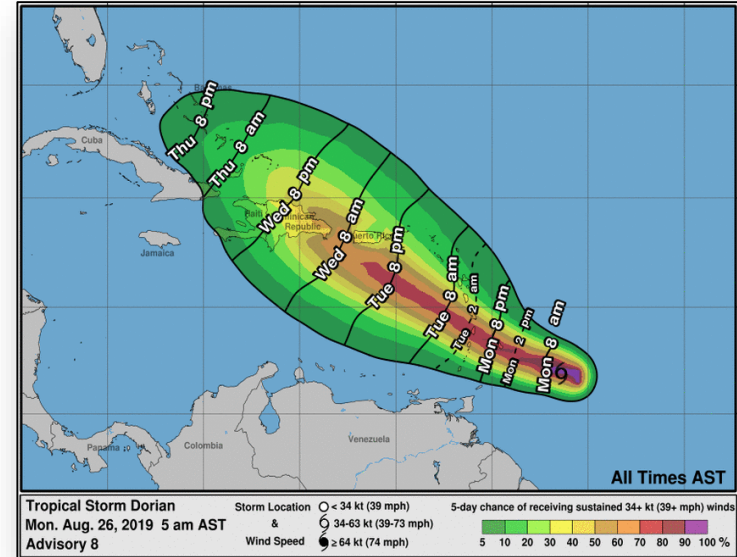 Bahamas
Thu 8 pm
Thu 8 am
Cuba
Wed 8 pm
Haiti
Dominican
Republic
Wed 8 am
Puerto Rico
Jamaica
Tue 8 pm
Tue 8 am
Tue 2 am
Mon 8 pm
Mon 2 pm
Mon 8 am
Panama
Colombia
Venezuela
All Times AST
Tropical Storm Dorian
Mon. Aug. 26, 2019 5 am AST
Advisory 8
Storm Location
&
Wind Speed
< 34 kt (39 mph)
34-63 kt (39-73 mph)
≥ 64 kt (74 mph)
5-day chance of receiving sustained 34+ kt (39+ mph) winds
5 10 20 30 40 50 60 70 80 90 100 %